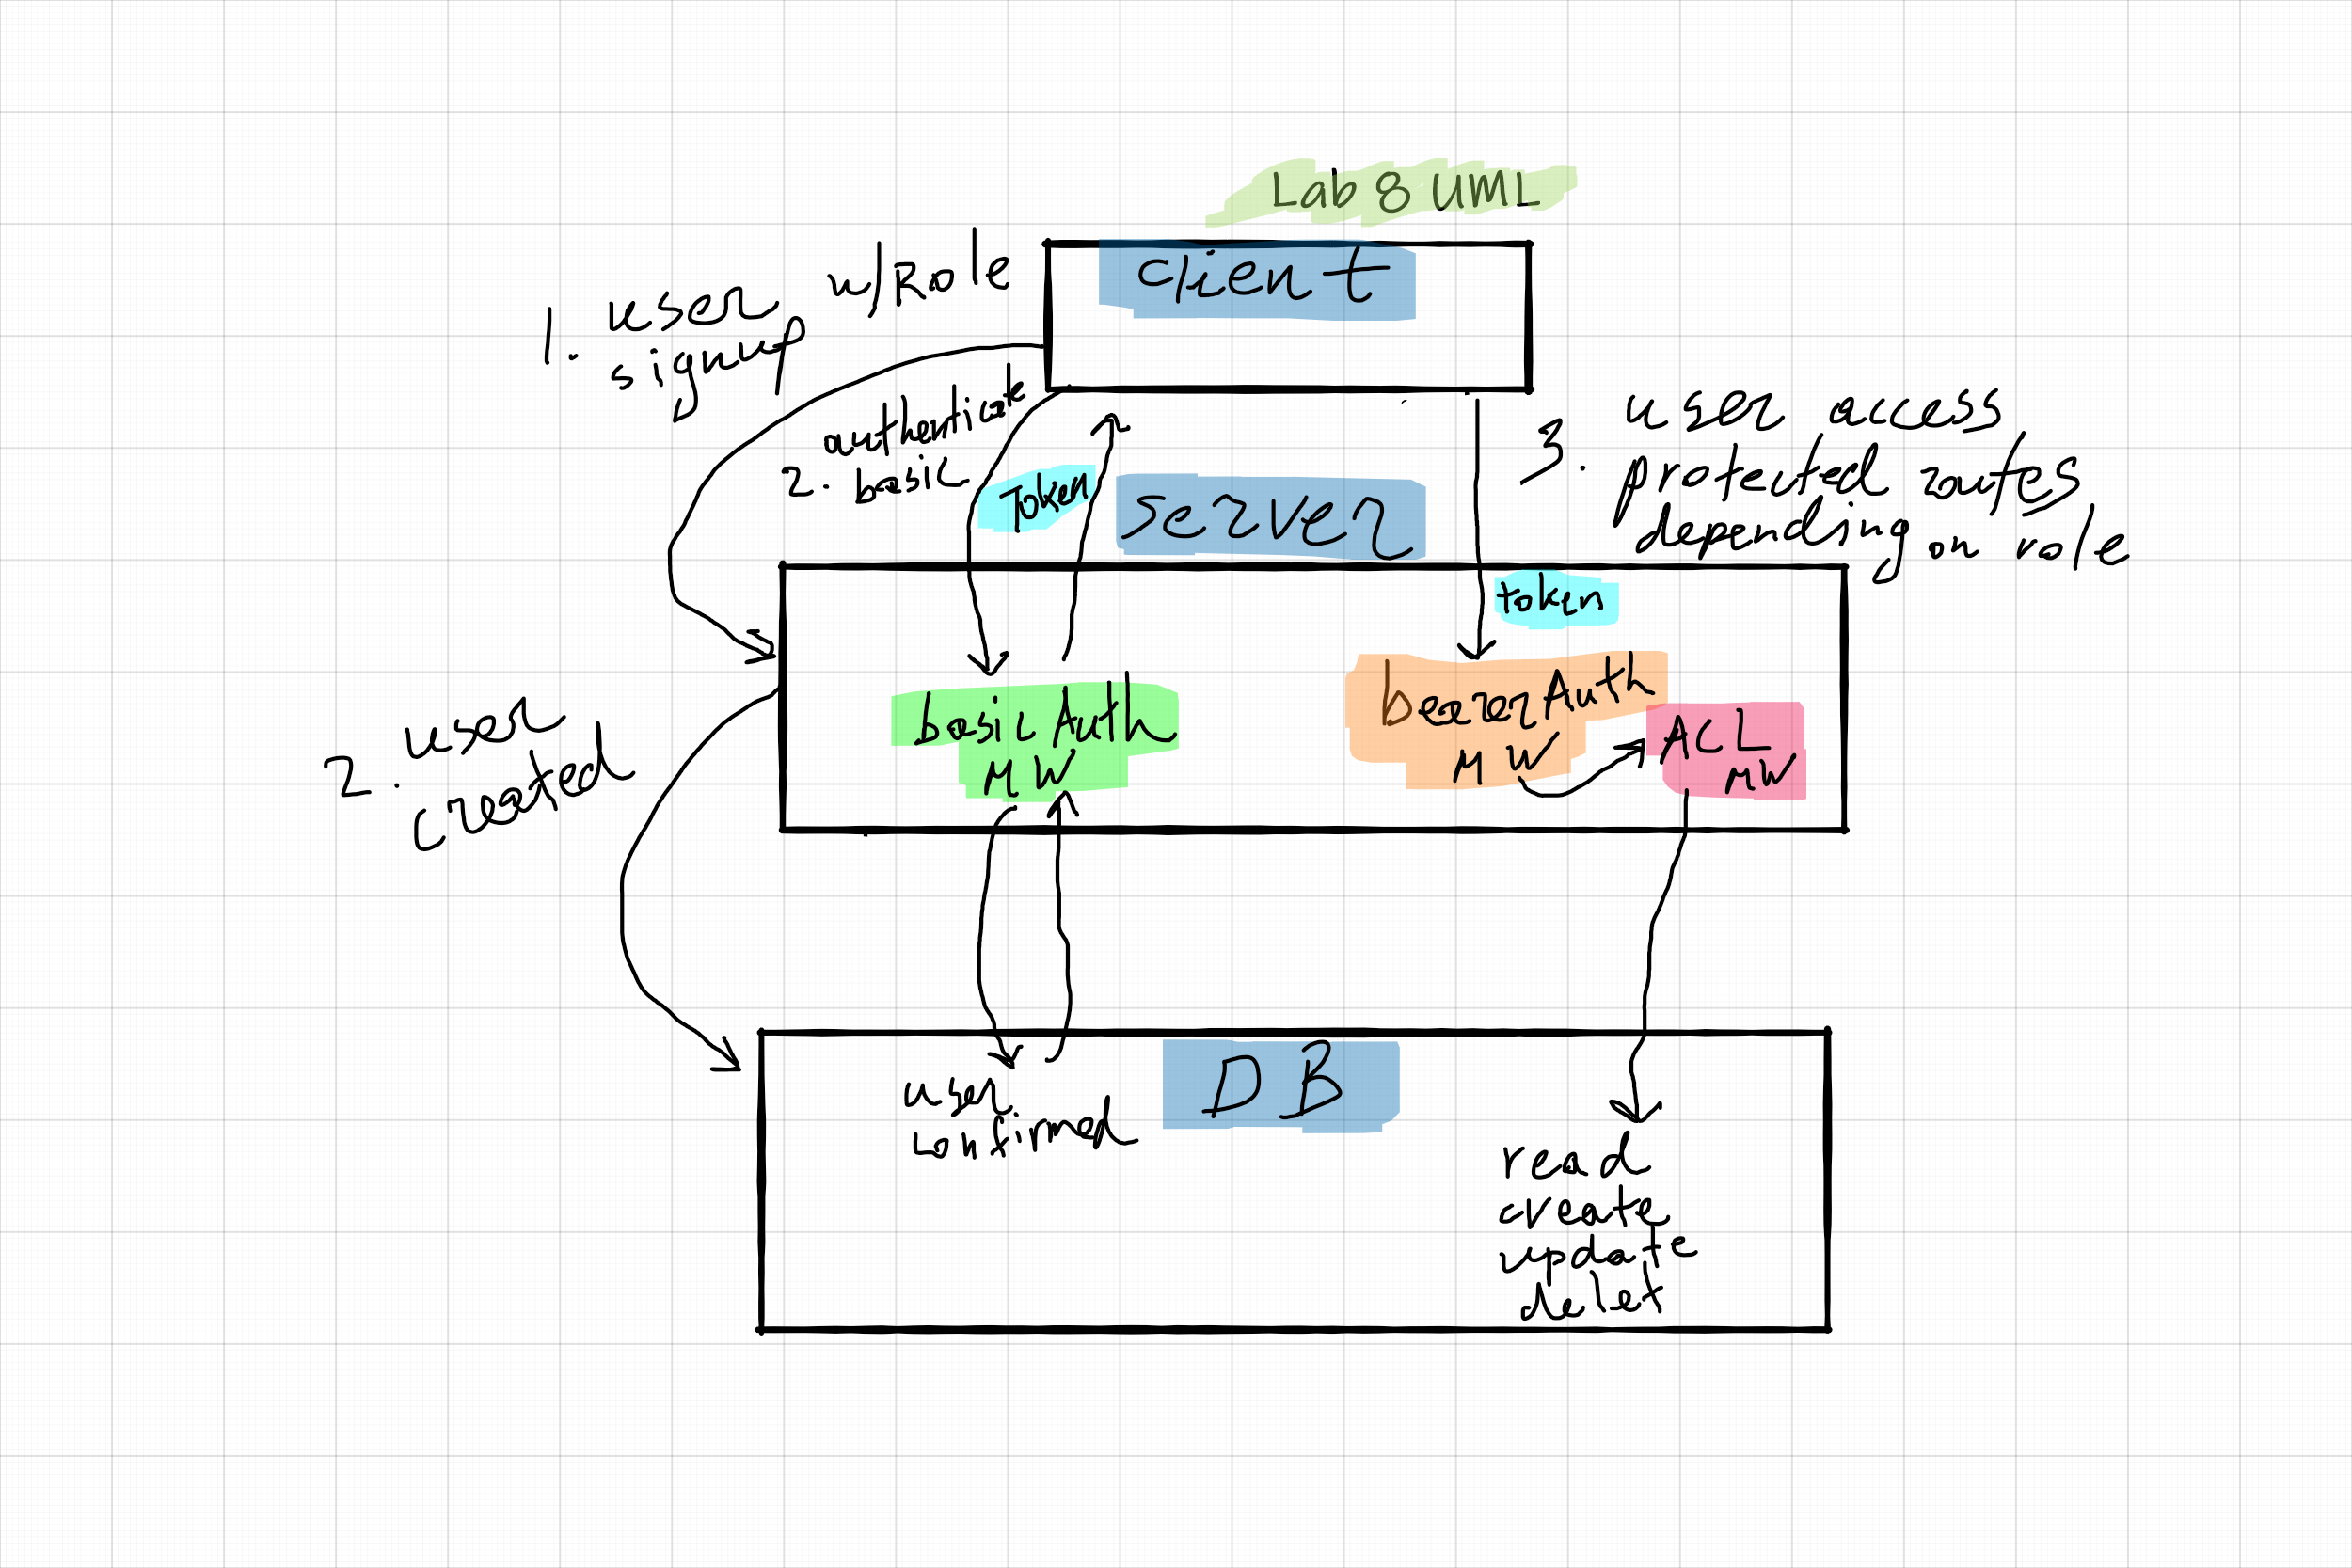 Lab 8 UML
client
1. user w/Role
signup
authenticate
2. basic
Token
server
3. user access
protected routes
depending on role
token
basic Auth
MW
bearerAuth
MW
ACL
MW
2. user
created
DB
user
confirmed
read
create
update
delet